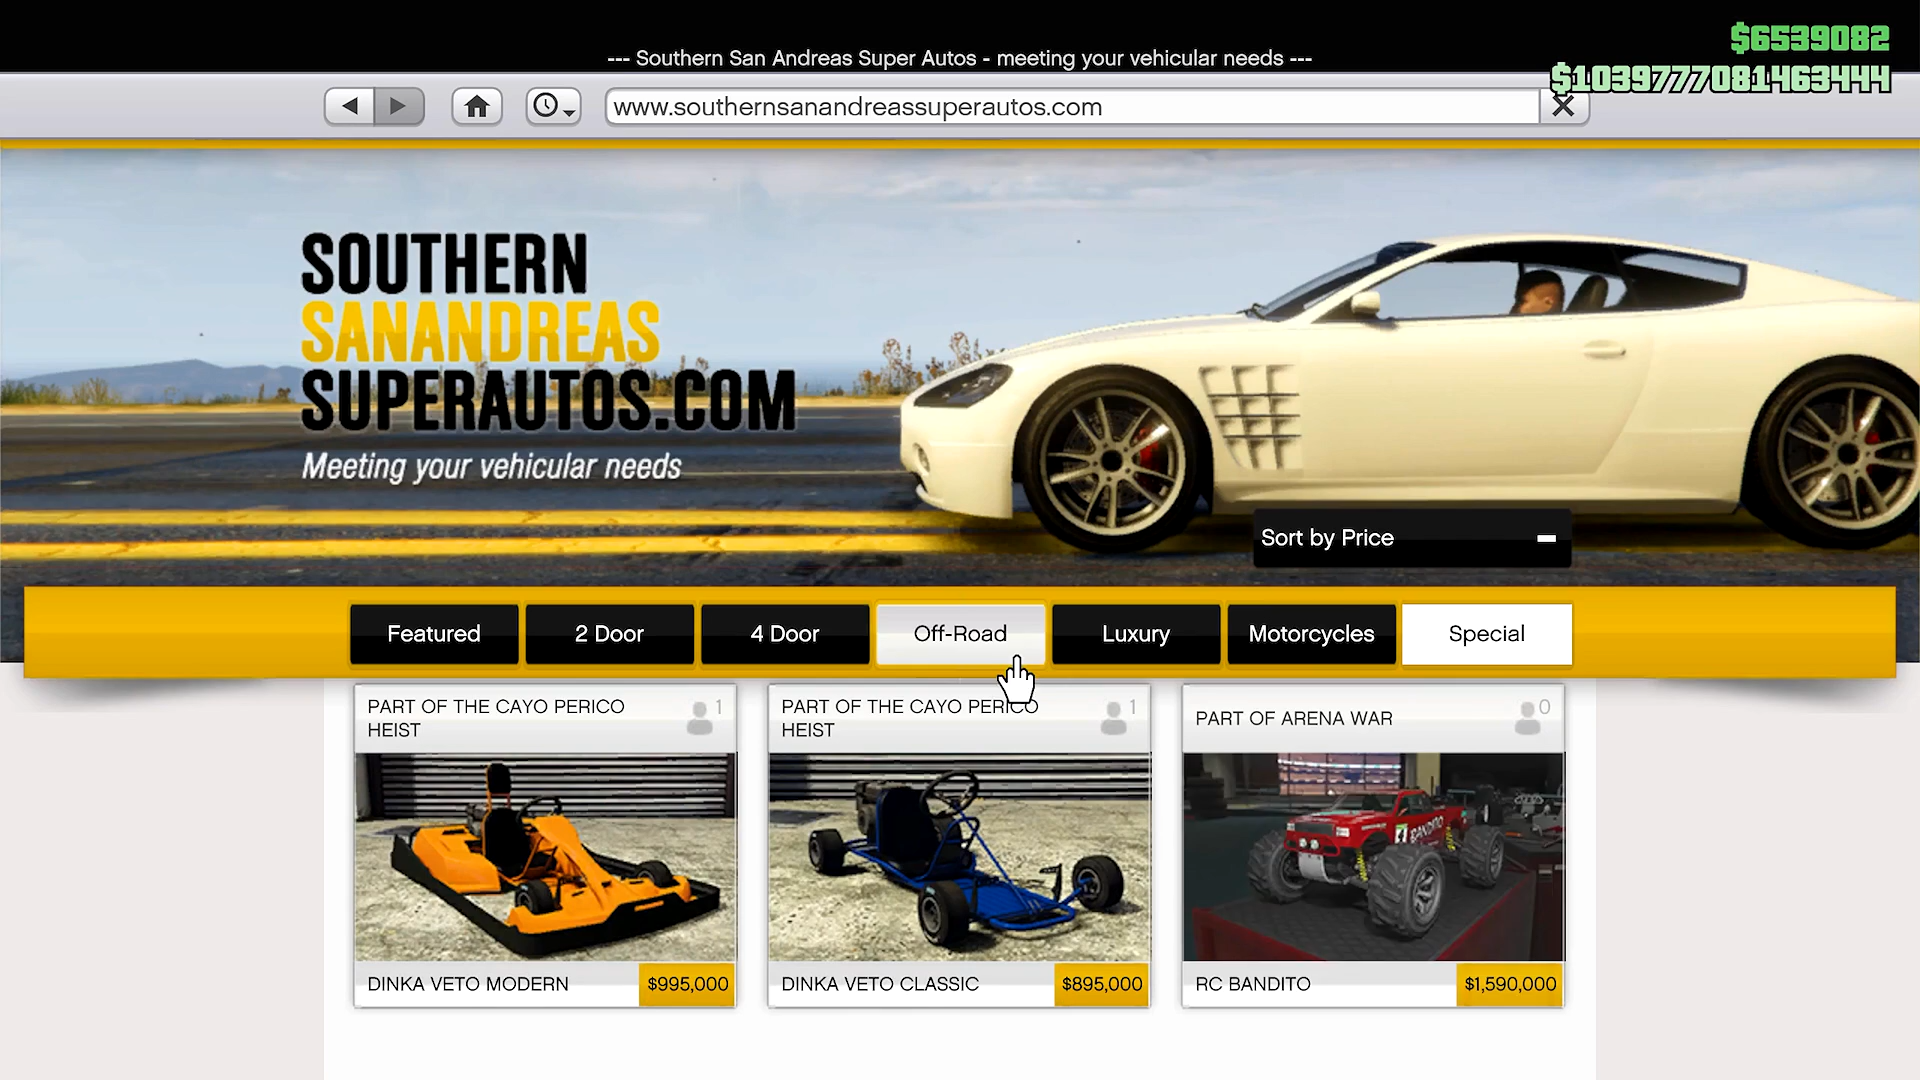 $6539082
--- Southern San Andreas Super Autos - meeting your vehicular needs ---
$1039777081463444
www.southernsanandreassuperautos.com
SOUTHERN
SANANDREAS
SUPERAUTOS.COM
Meeting your vehicular needs
Sort by Price
Featured
2 Door
4 Door
Off-Road
Luxury
Motorcycles
Special
PART OF THE CAYO PERICO
HEIST
1
PART OF THE CAYO PERICO
HEIST
1
PART OF ARENA WAR
0
BANDITO
DINKA VETO MODERN
$995,000
DINKA VETO CLASSIC
$895,000
RC BANDITO
$1,590,000